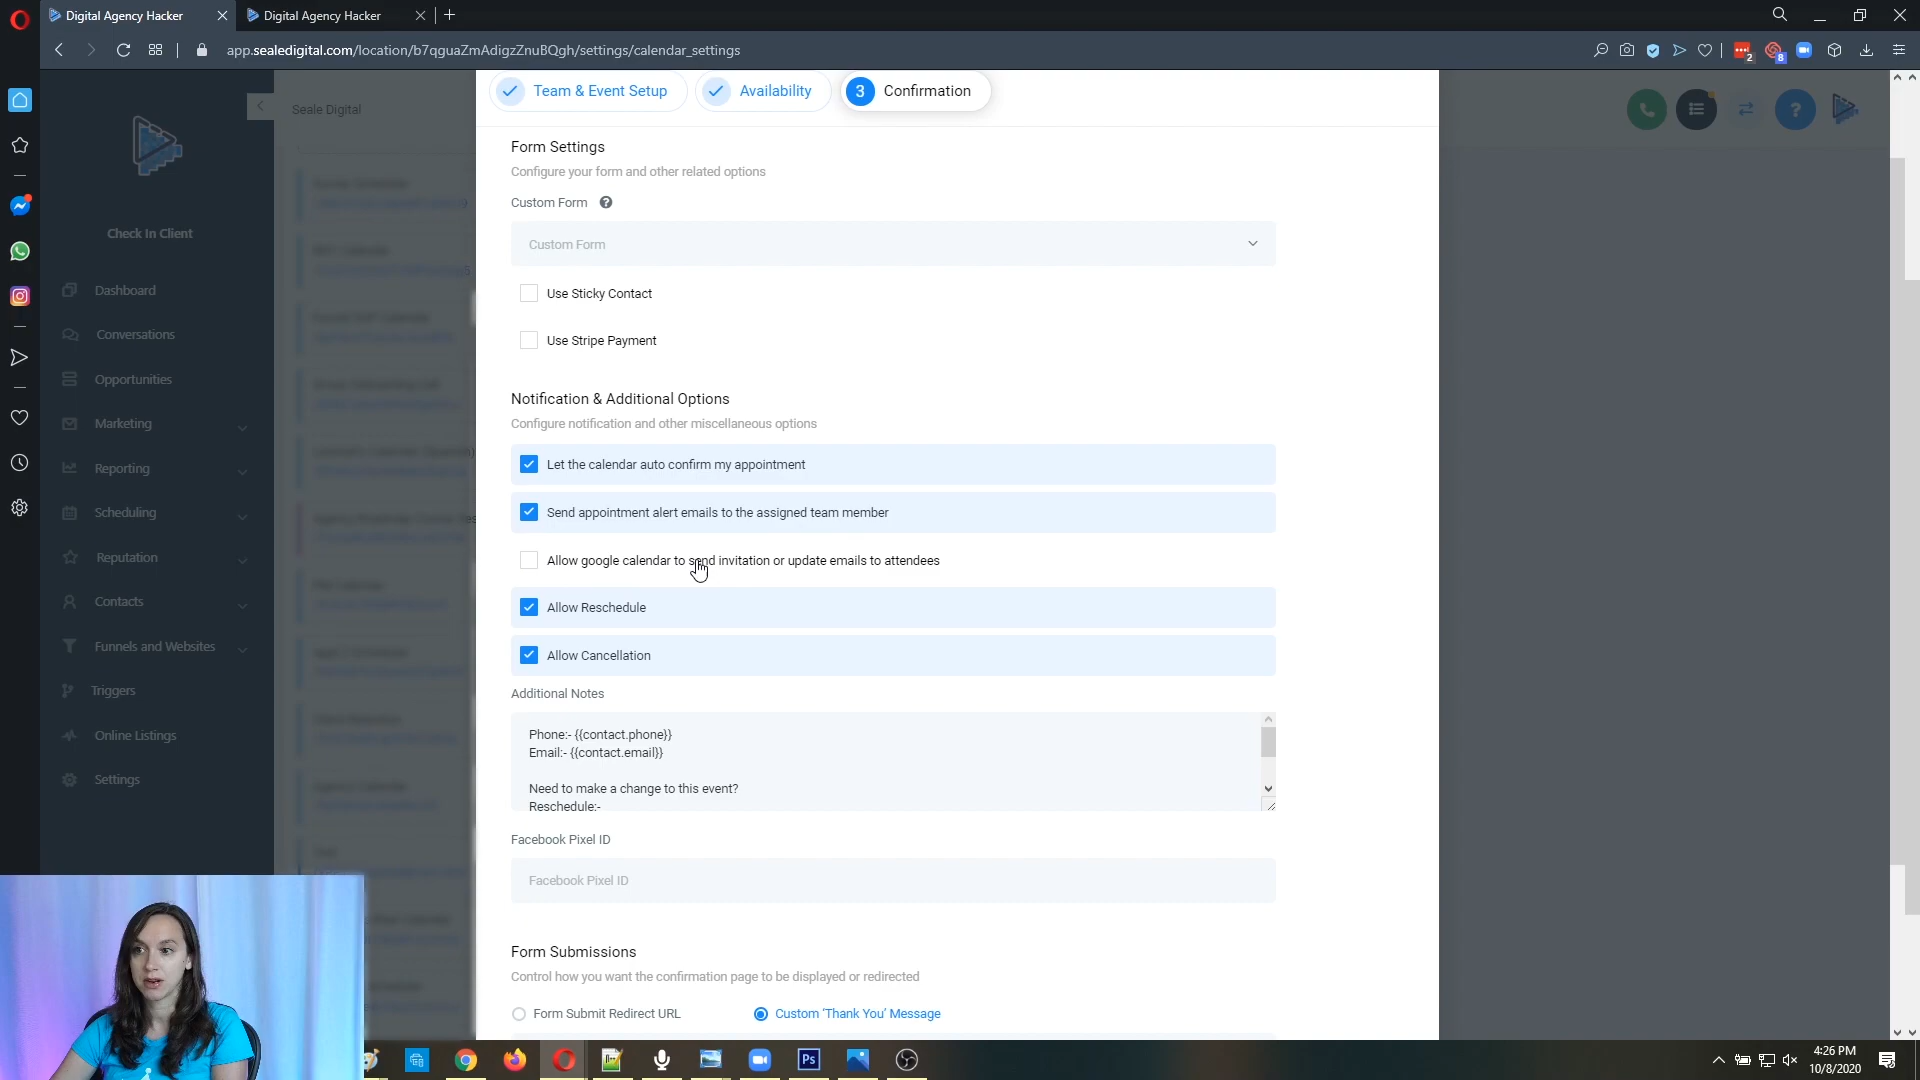 Digital Agency Hacker
Digital Agency Hacker
app.sealedigital.com/location/b7qguaZmAdigzZnuBQgh/settings/calendar_settings
2
8
Team & Event Setup
Availability
3 Confirmation
Seale Digital
Check In Client
Dashboard
Conversations
Opportunities
Marketing
Reporting
Scheduling
Reputation
Contacts
Funnels and Websites
Triggers
Online Listings
Settings
Form Settings
Configure your form and other related options
Custom Form ?
Custom Form
Use Sticky Contact
Use Stripe Payment
Notification & Additional Options
Configure notification and other miscellaneous options
Let the calendar auto confirm my appointment
Send appointment alert emails to the assigned team member
Allow google calendar to send invitation or update emails to attendees
Allow Reschedule
Allow Cancellation
Additional Notes
Phone:- {{contact.phone}}
Email:- {{contact.email}}
Need to make a change to this event?
Reschedule:-
Facebook Pixel ID
Facebook Pixel ID
Form Submissions
Control how you want the confirmation page to be displayed or redirected
Form Submit Redirect URL
Custom ‘Thank You’ Message
?
Ps
4:26 PM
10/8/2020